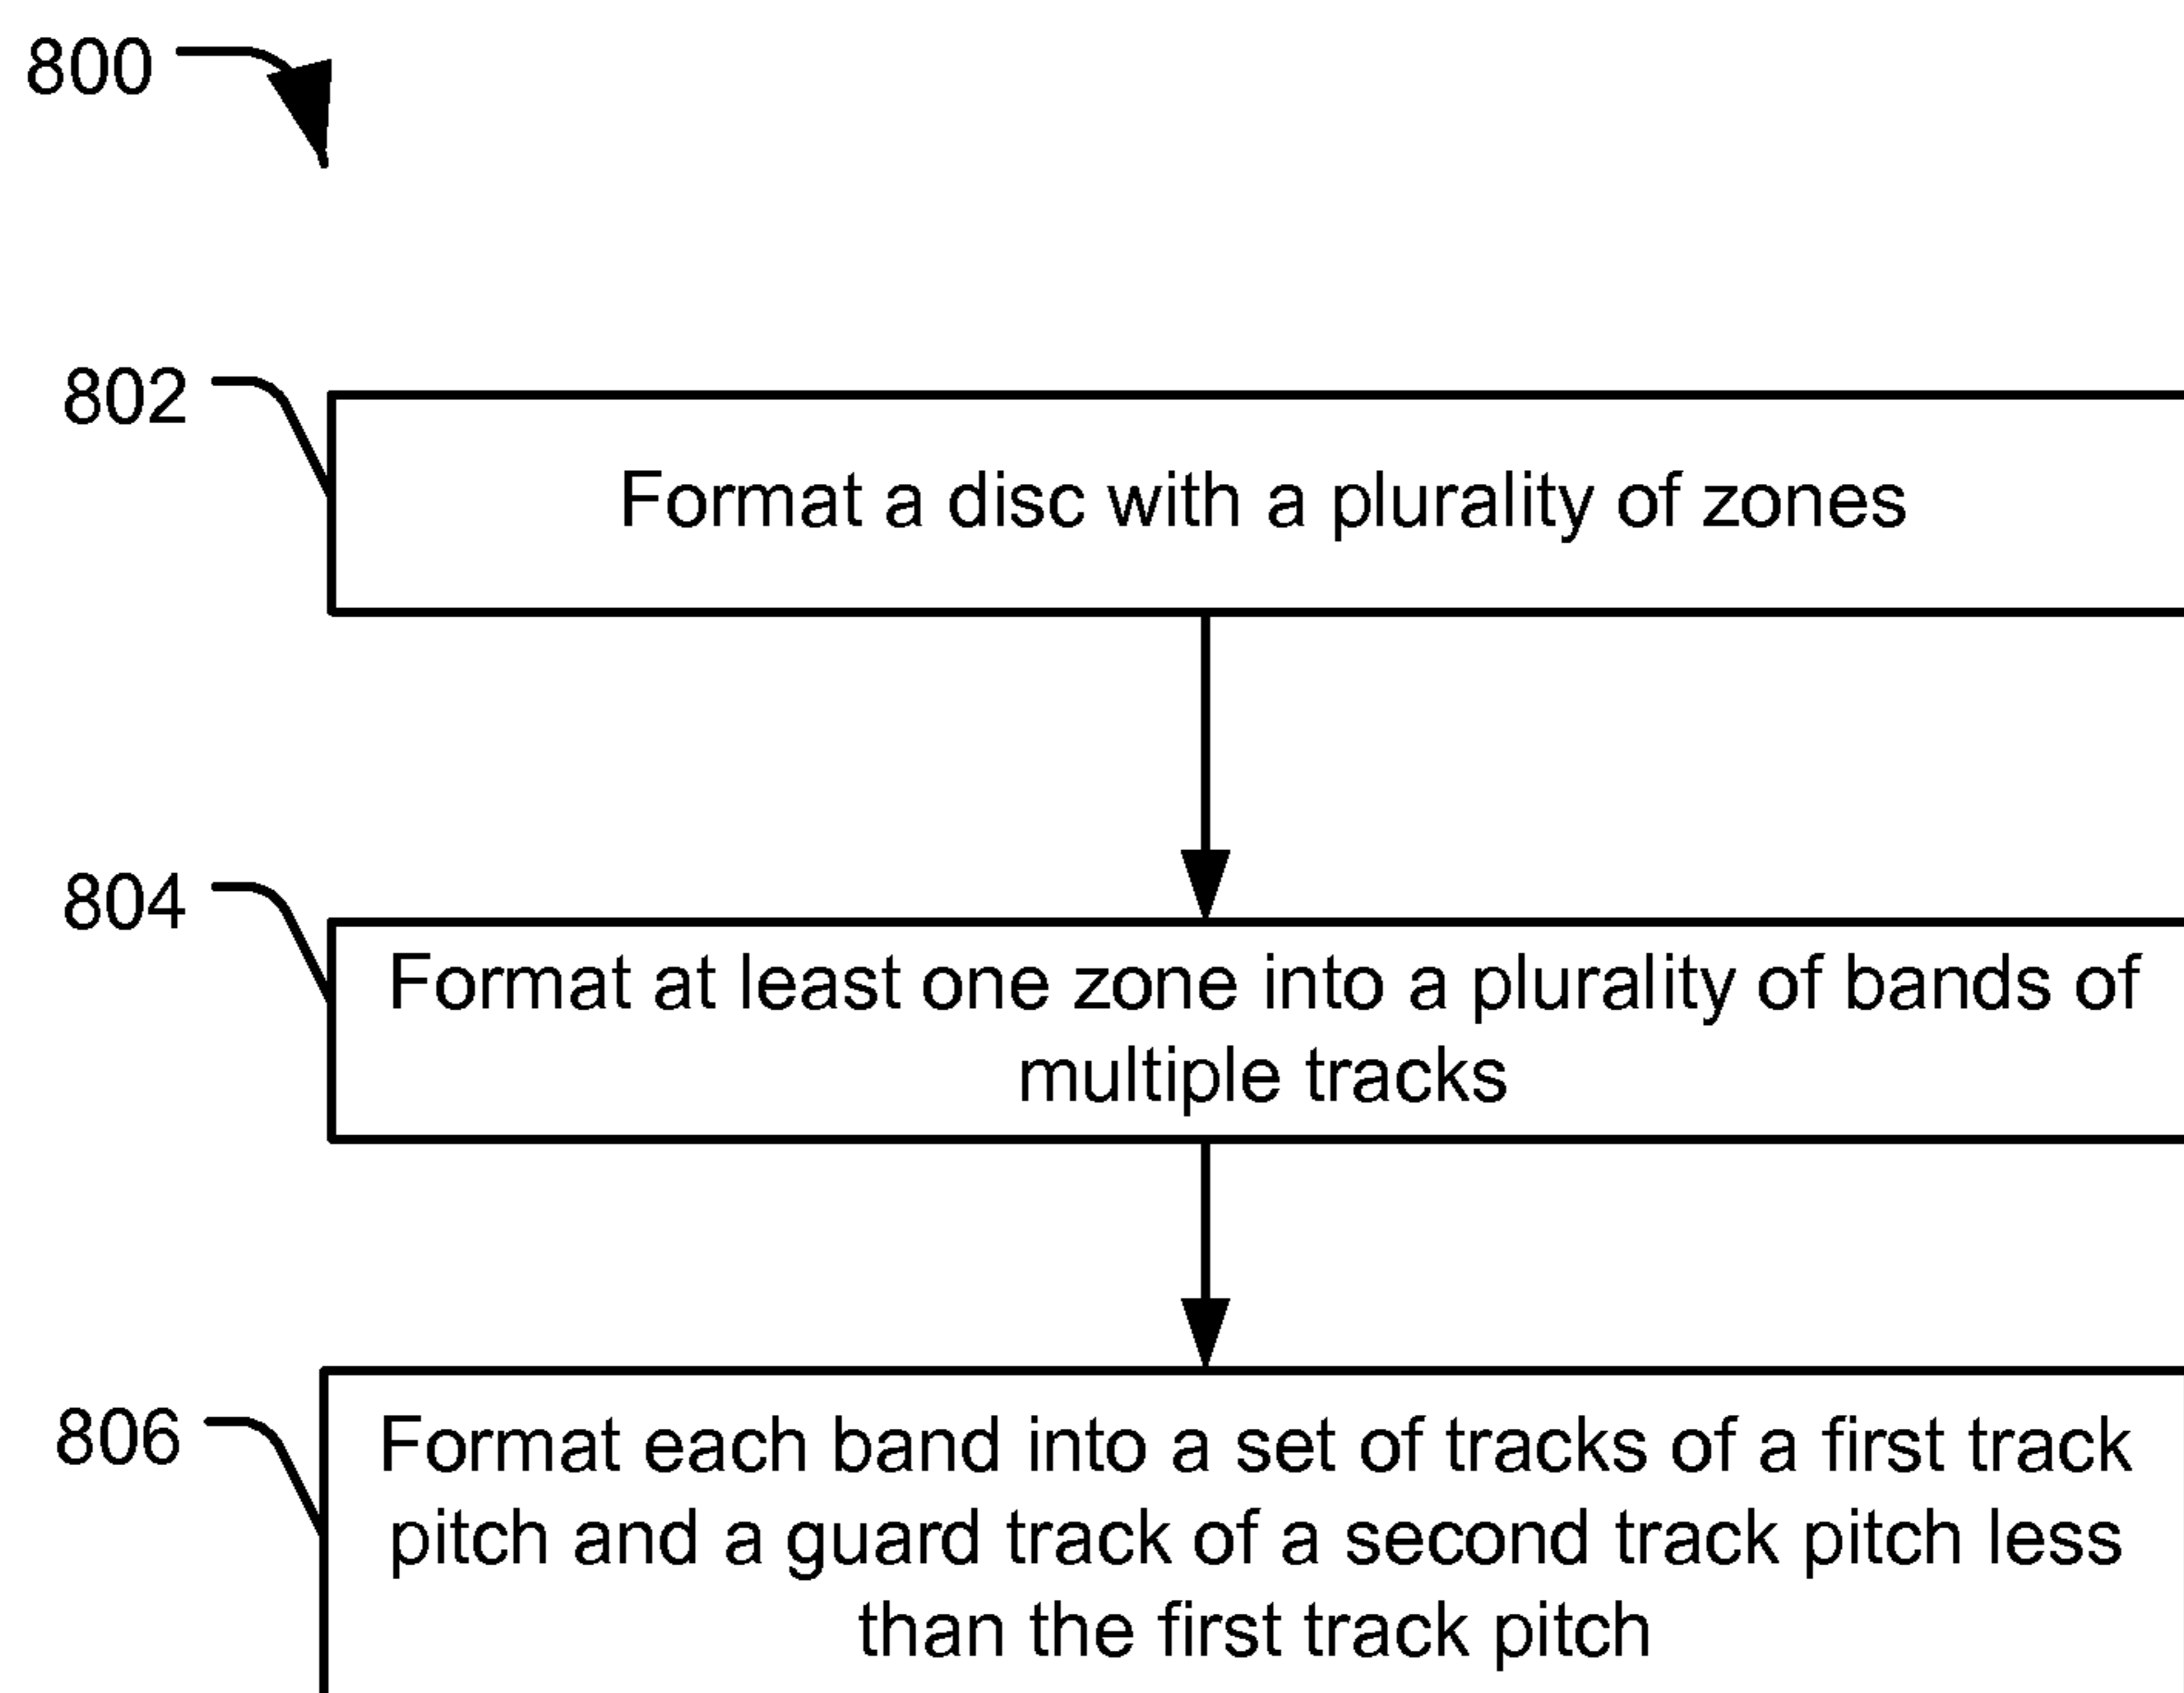 800
802
Format a disc with a plurality of zones
804
Format at least one zone into a plurality of bands of
multiple tracks
806
Format each band into a set of tracks of a first track
pitch and a guard track of a second track pitch less
than the first track pitch